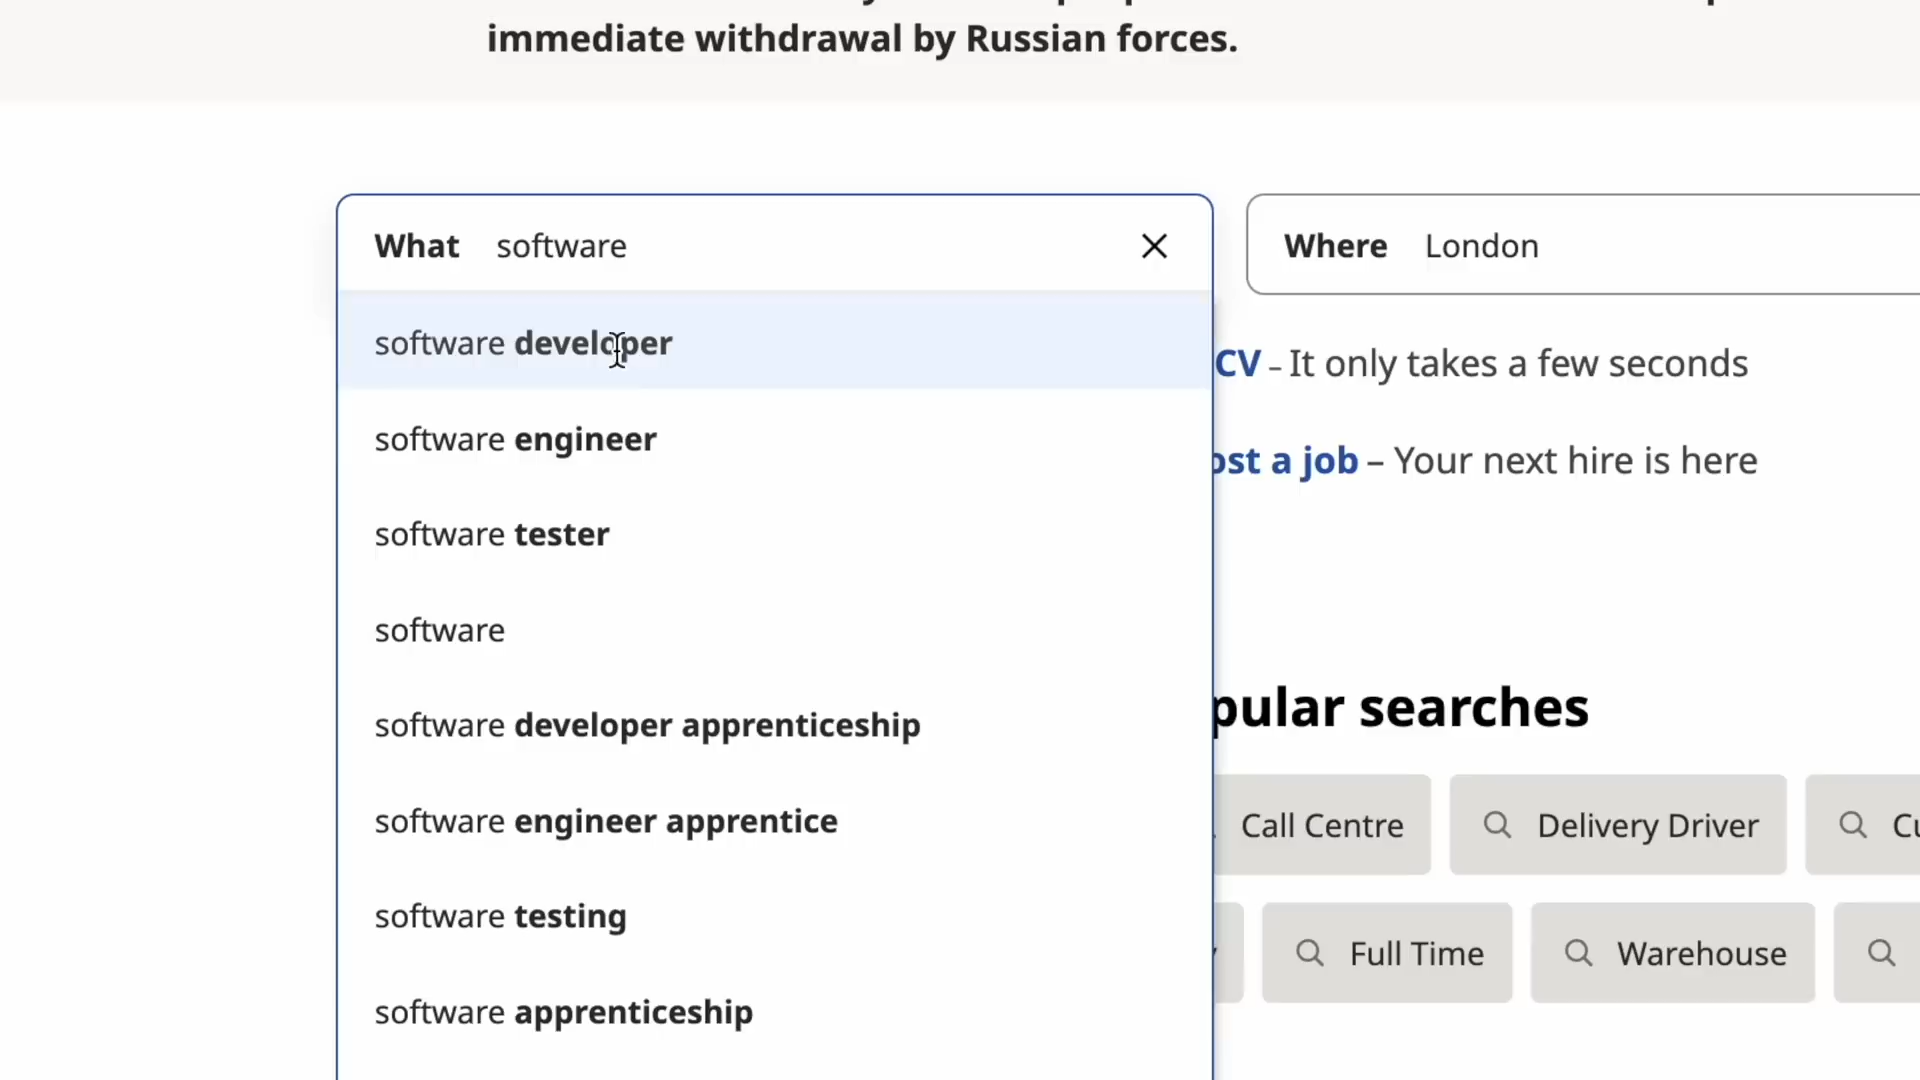 immediate withdrawal by Russian forces.
What software
Where London
software developer
software engineer
software tester
software
software developer apprenticeship
software engineer apprentice
software testing
software apprenticeship
CV – It only takes a few seconds
ost a job – Your next hire is here
pular searches
Call Centre
Delivery Driver
Full Time
Warehouse